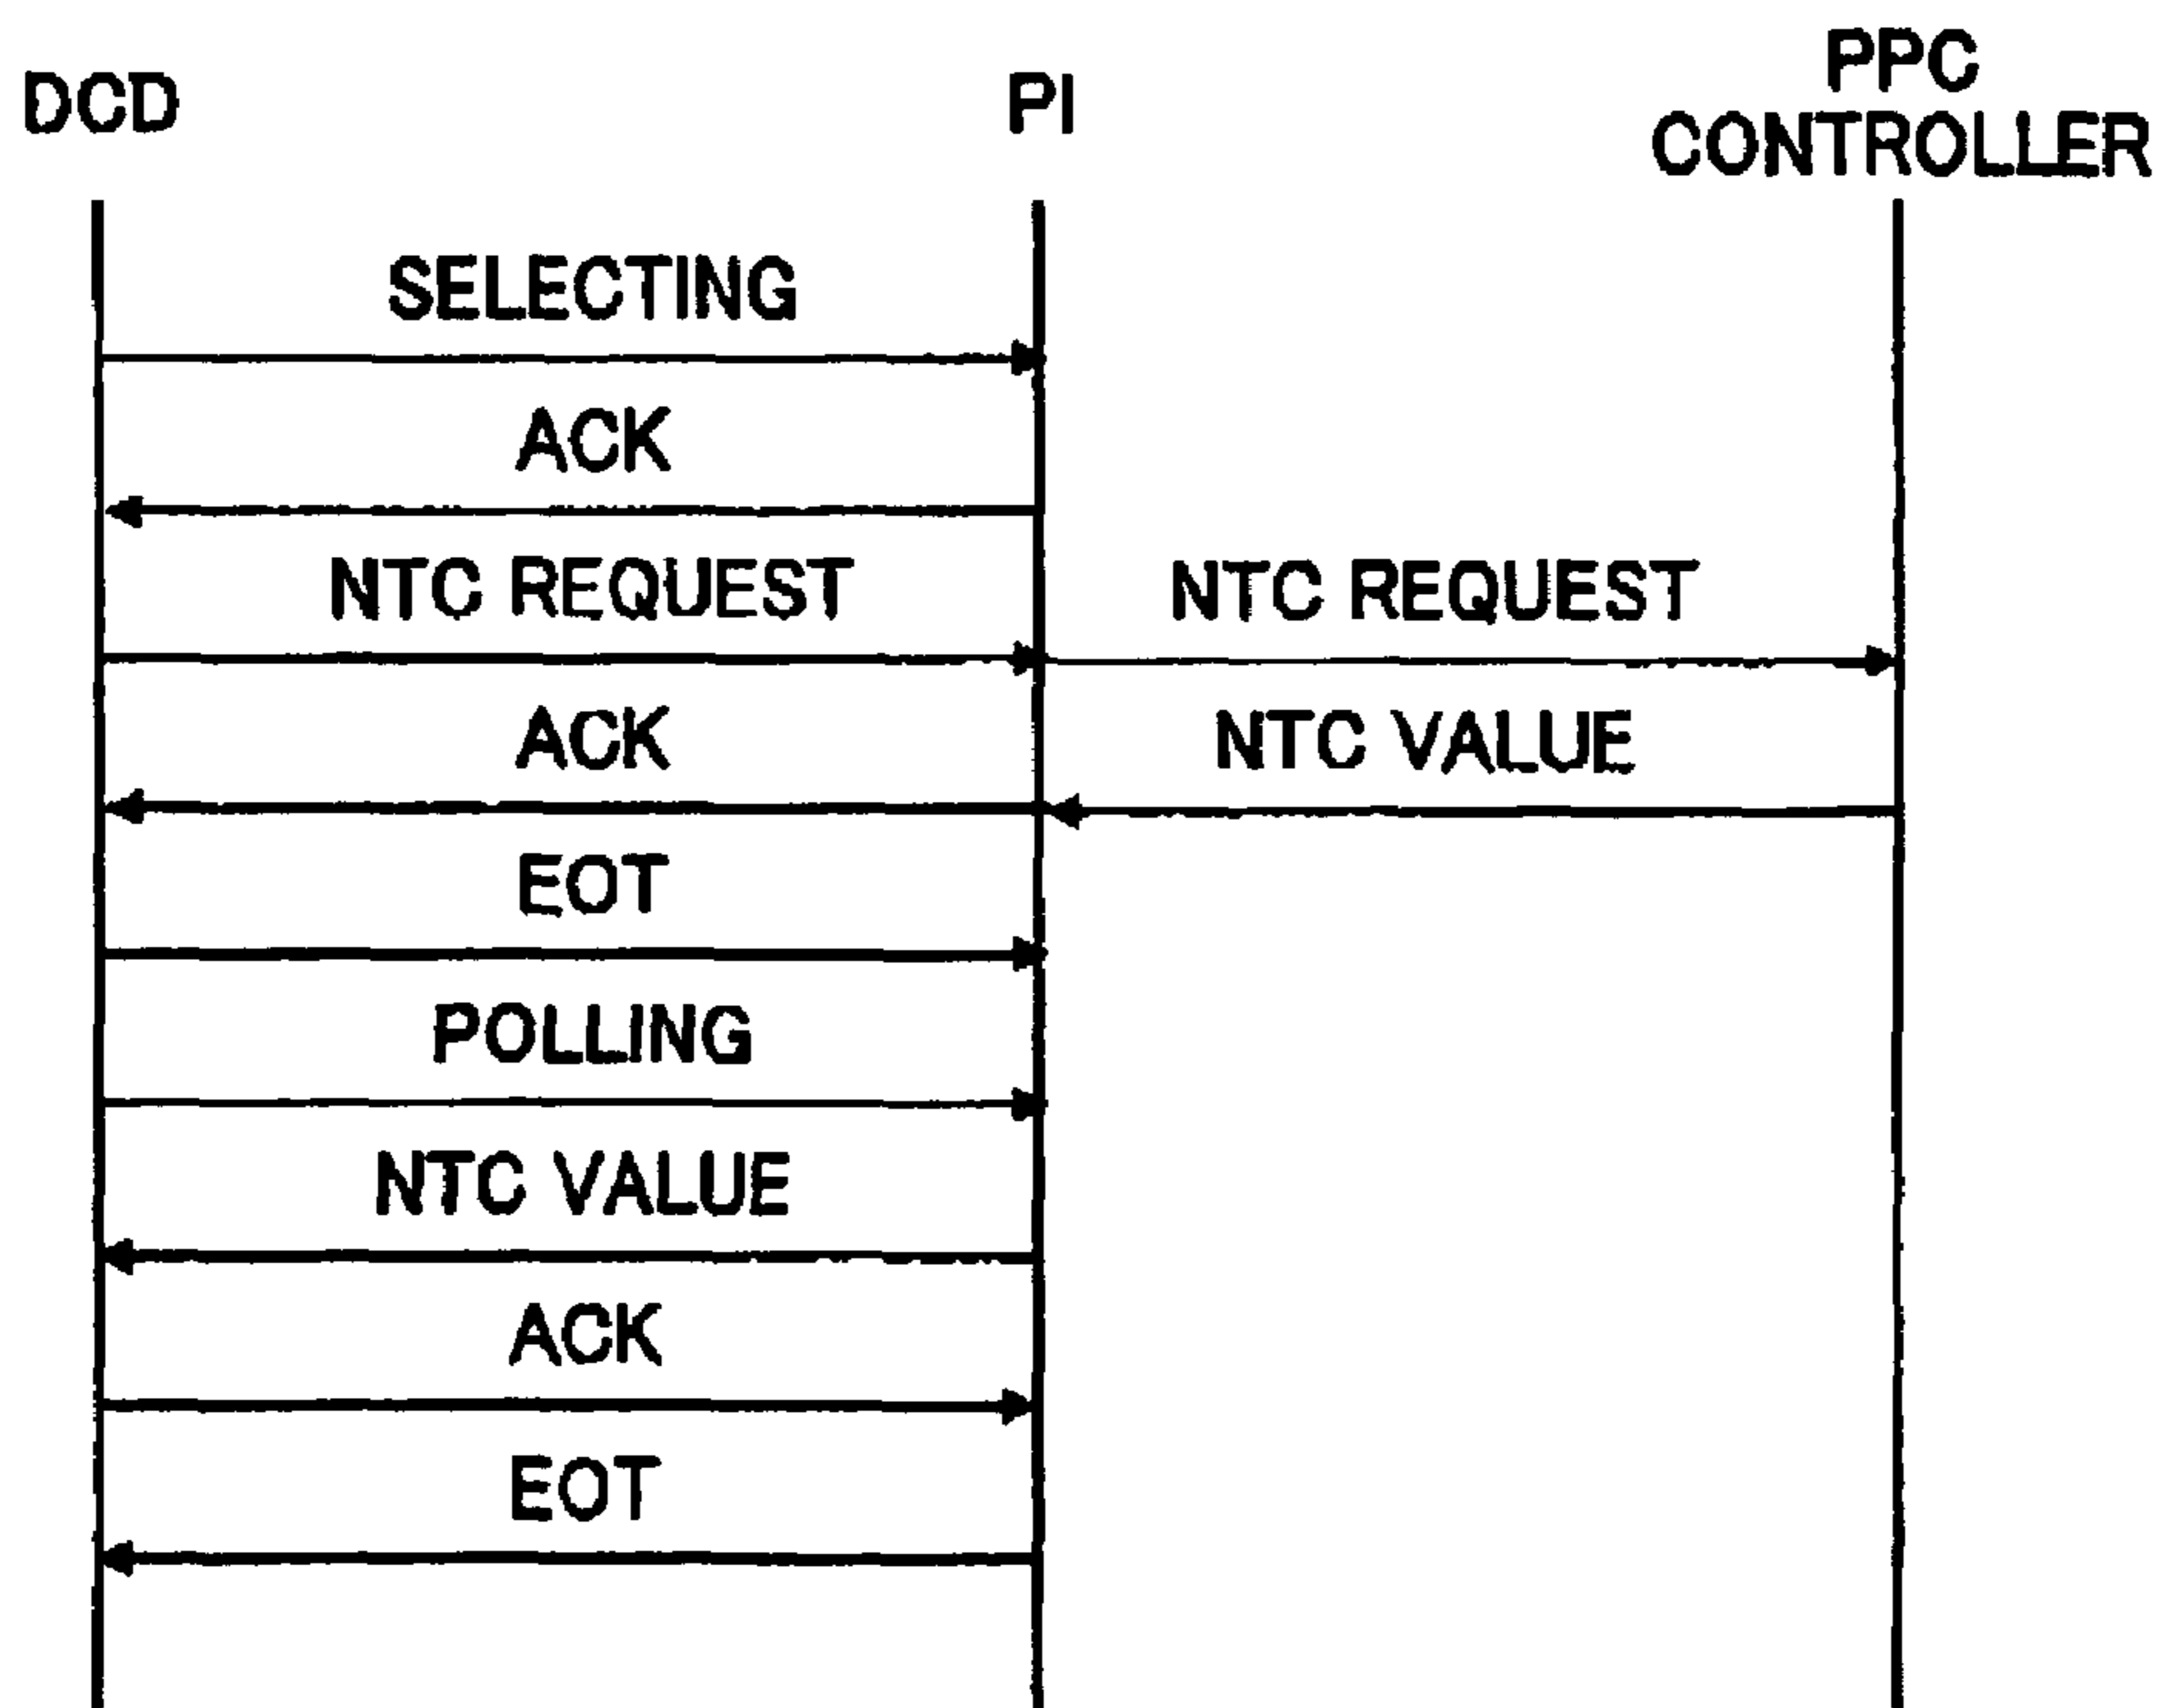 DCD
PI
PPC
CONTROLLER
SELECTING
ACK
NTC REQUEST
NTC REQUEST
ACK
NTC VALUE
EOT
POLLING
NTC VALUE
ACK
EOT